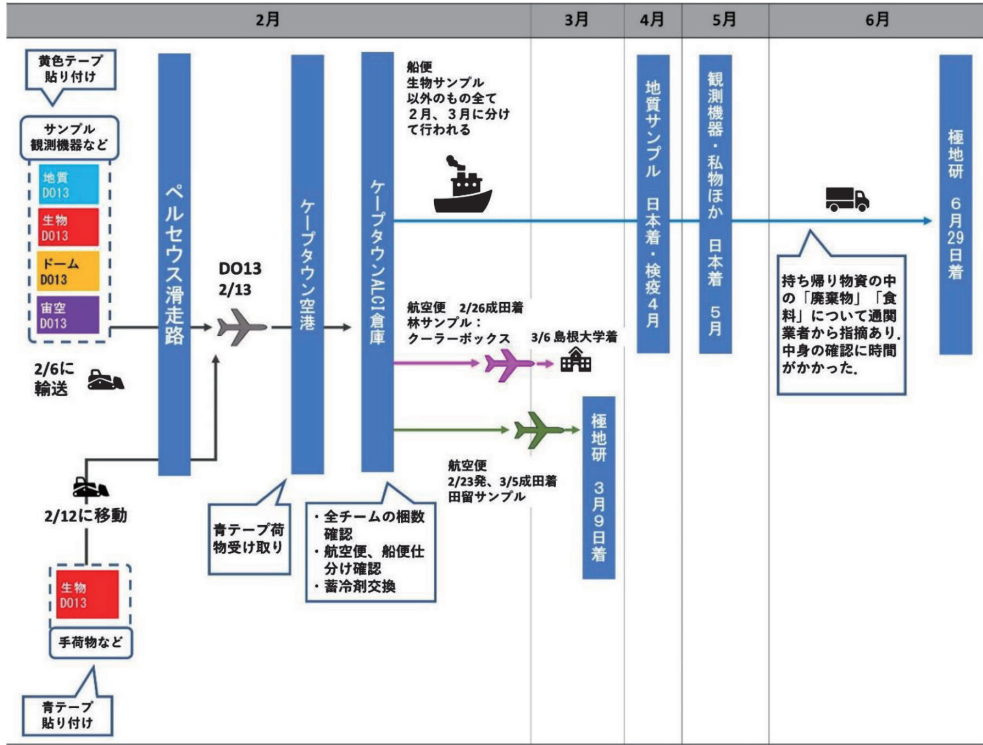 2月
3月
4月
5月
6月
黄色テープ
貼り付け
サンプル
観測機器など
地質
DO13
生物
DO13
ドーム
DO13
宙空
DO13
2/6に
輸送
2/12に移動
生物
DO13
手荷物など
青テープ
貼り付け
ペルセウス滑走路
DO13
2/13
ケープタウン空港
青テープ荷
物受け取り
ケープタウンALCI倉庫
・全チームの梱数
確認
・航空便、船便仕
分け確認
・蓄冷剤交換
船便
生物サンプル
以外のもの全て
2月、3月に分け
て行われる
航空便 2/26成田着
林サンプル：
クーラーボックス
3/6 島根大学着
航空便
2/23発、3/5成田着
田留サンプル
極地研 3月9日着
地質サンプル 日本着・検疫4月
観測機器・私物ほか 日本着 5月
持ち帰り物資の中
の「廃棄物」「食
料」について通関
業者から指摘あり.
中身の確認に時間
がかかった.
極地研 6月29日着